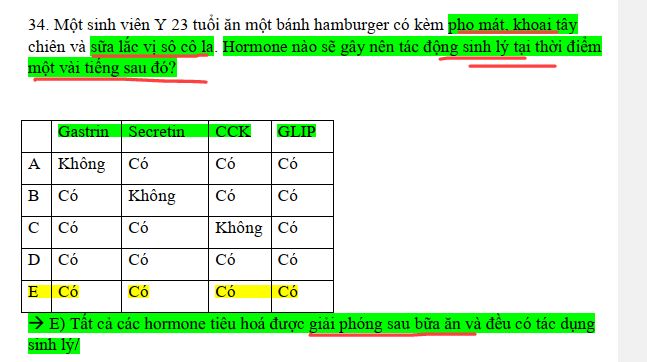 34. Một sinh viên Y 23 tuổi ăn một bánh hamburger có kèm pho mát, khoai tây
chiên và sữa lắc vị sô cô la. Hormone nào sẽ gây nên tác động sinh lý tại thời điểm
một vài tiếng sau đó?
Gastrin Secretin CCK GLIP
A Không Có Có Có
B Có Không Có Có
C Có Có Không Có
D Có Có Có Có
E Có Có Có Có
→ E) Tất cả các hormone tiêu hoá được giải phóng sau bữa ăn và đều có tác dụng
sinh lý/